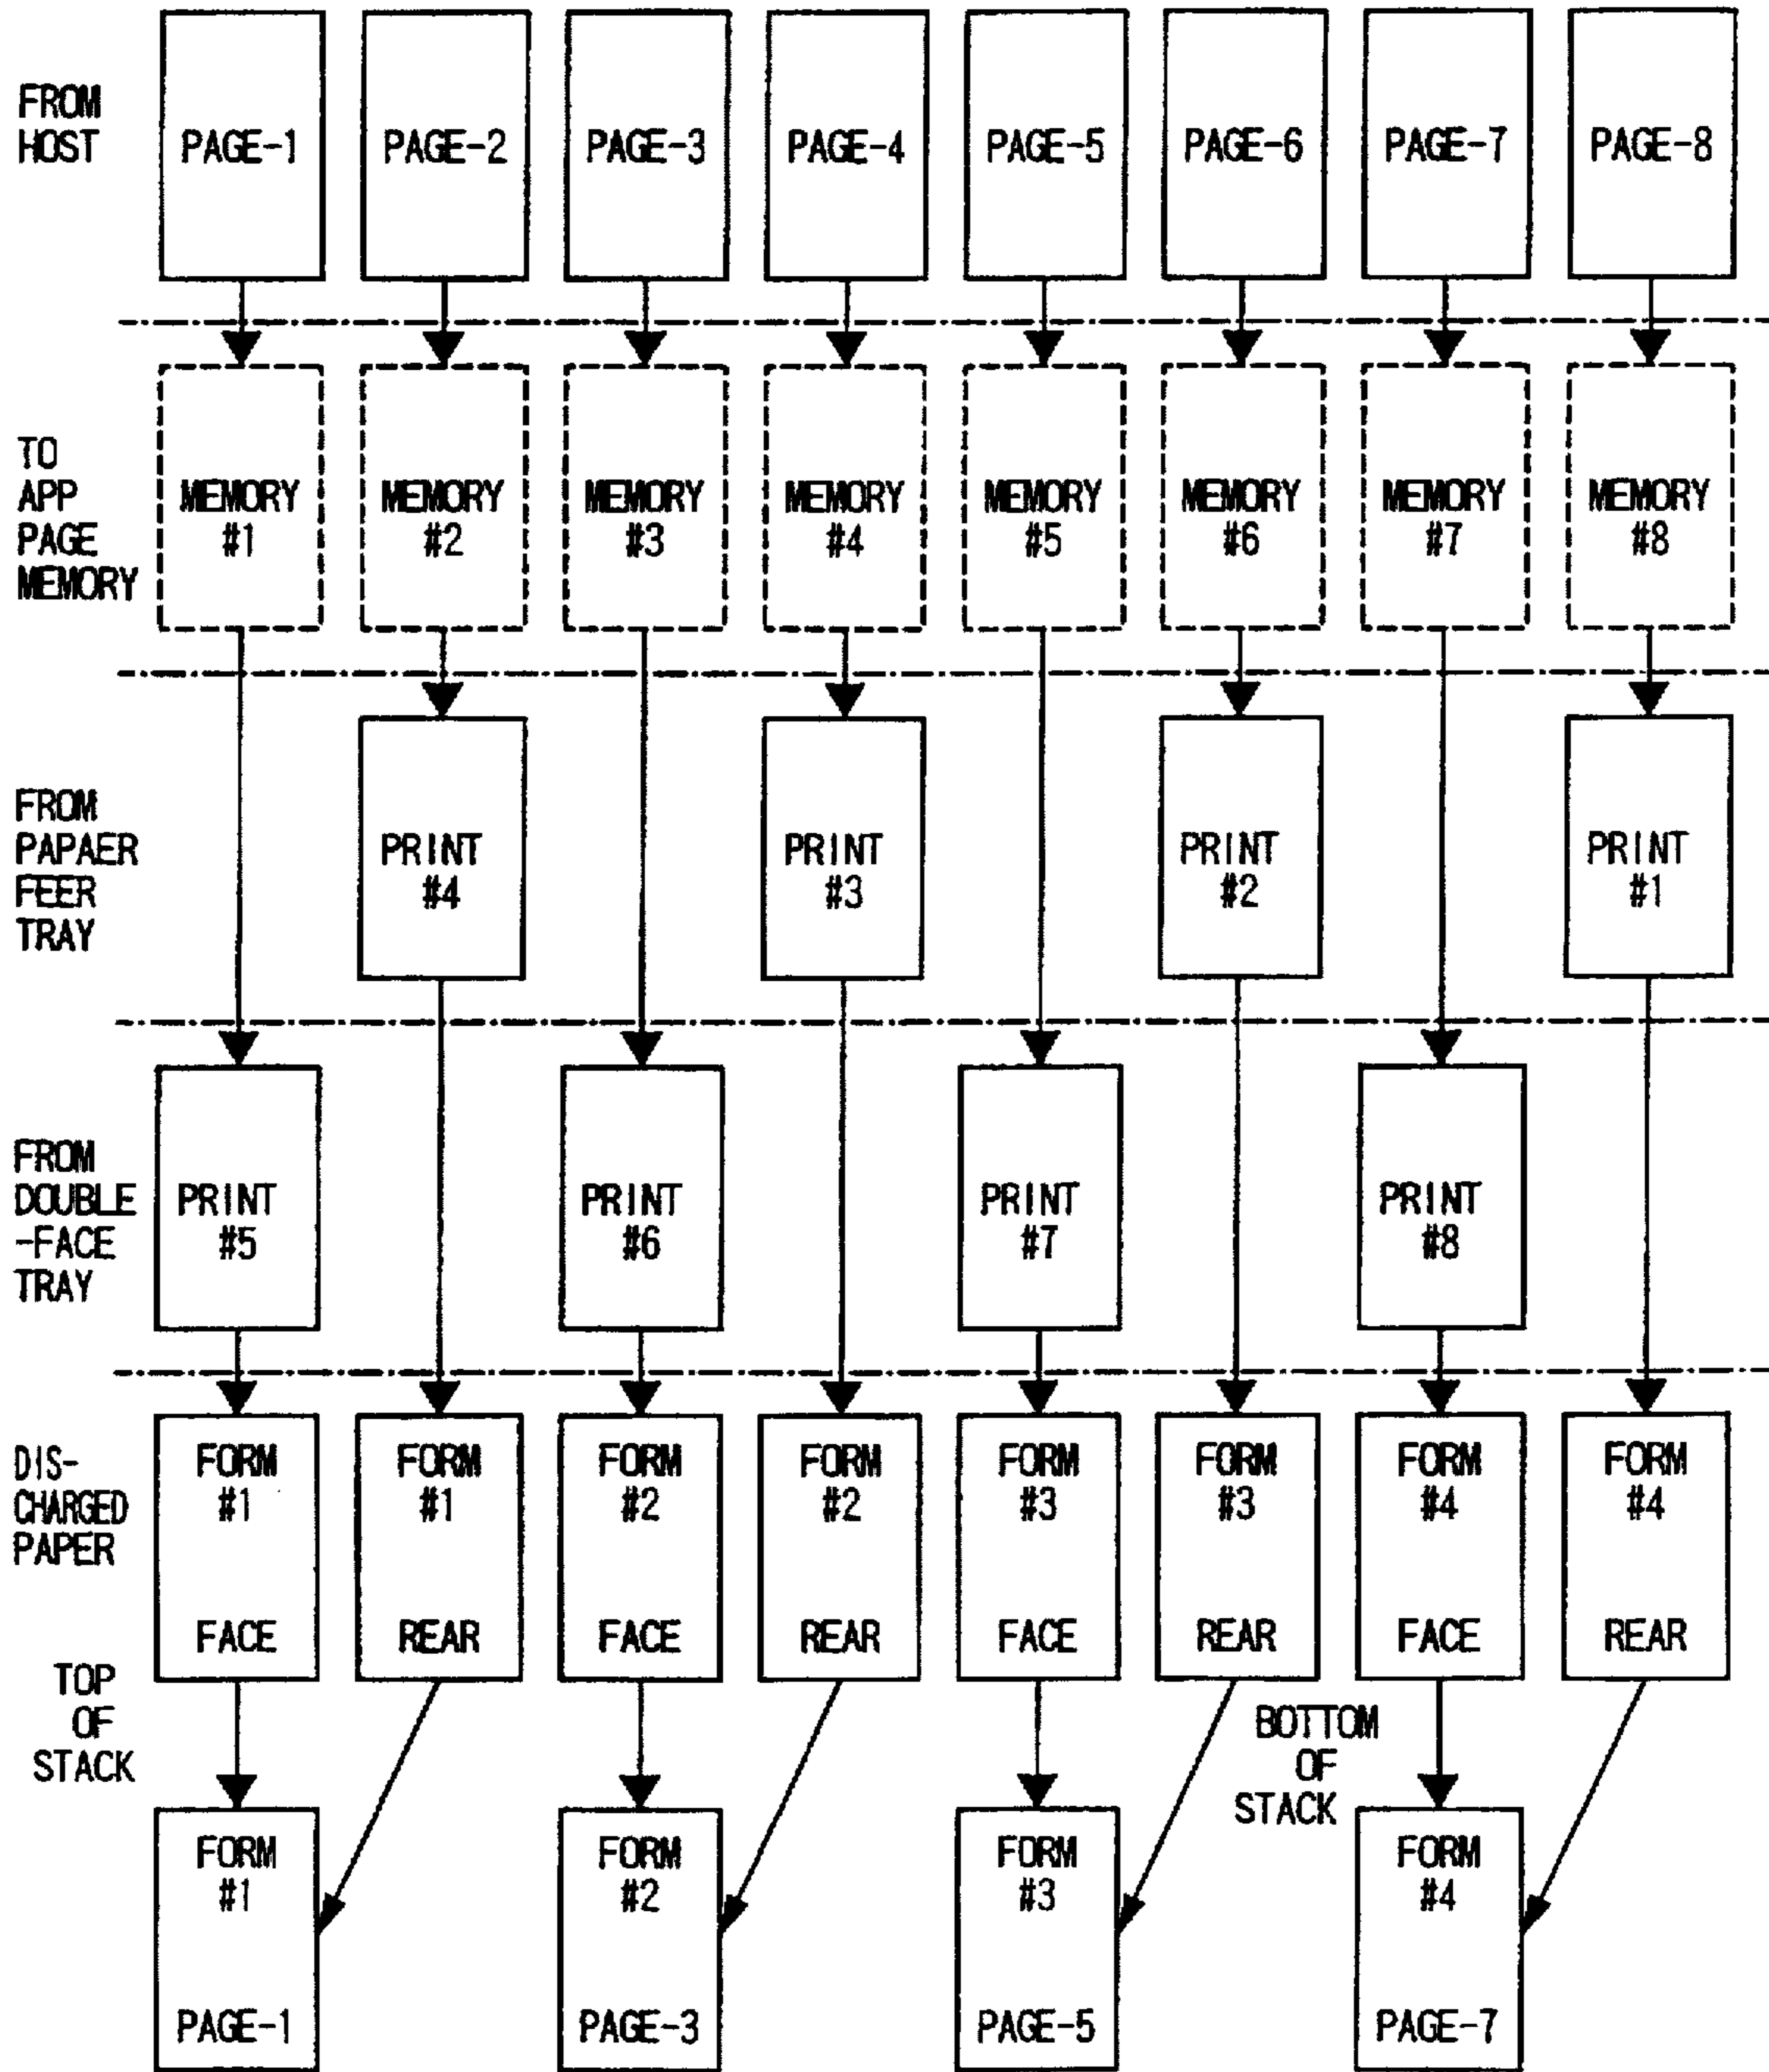 FROM
HOST
PAGE-1
PAGE-2
PAGE-3
PAGE-4
PAGE-5
PAGE-6
PAGE-7
PAGE-8
TO
APP
PAGE
MEMORY
MEMORY
#1
MEMORY
#2
MEMORY
#3
MEMORY
#4
MEMORY
#5
MEMORY
#6
MEMORY
#7
MEMORY
#8
FROM
PAPAER
FEER
TRAY
PRINT
#4
PRINT
#3
PRINT
#2
PRINT
#1
FROM
DOUBLE
-FACE
TRAY
PRINT
#5
PRINT
#6
PRINT
#7
PRINT
#8
DIS-
CHARGED
PAPER
FORM
#1
FACE
FORM
#1
REAR
FORM
#2
FACE
FORM
#2
REAR
FORM
#3
FACE
FORM
#3
REAR
FORM
#4
FACE
FORM
#4
REAR
TOP
OF
STACK
BOTTOM
OF
STACK
FORM
#1
PAGE-1
FORM
#2
PAGE-3
FORM
#3
PAGE-5
FORM
#4
PAGE-7